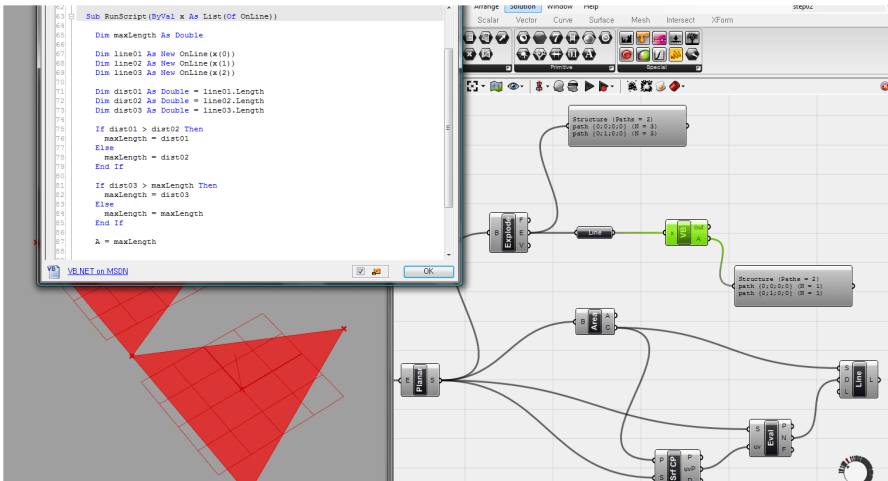 Arrange Solution Window Help step02
Scalar Vector Curve Surface Mesh Intersect XForm
Primitive Special
62
63 Sub RunScript(ByVal x As List(Of OnLine))
64
65 Dim maxLength As Double
66
67 Dim line01 As New OnLine(x(0))
68 Dim line02 As New OnLine(x(1))
69 Dim line03 As New OnLine(x(2))
70
71 Dim dist01 As Double = line01.Length
72 Dim dist02 As Double = line02.Length
73 Dim dist03 As Double = line03.Length
74
75 If dist01 > dist02 Then
76 maxLength = dist01
77 Else
78 maxLength = dist02
79 End If
80
81 If dist03 > maxLength Then
82 maxLength = dist03
83 Else
84 maxLength = maxLength
85 End If
86
87 A = maxLength
88
VB VB.NET on MSDN OK
Structure (Paths = 2)
path {0;0;0;0} (N = 3)
path {0;1;0;0} (N = 3)
B Explode F E V
Line
x VB out A
Structure (Paths = 2)
path {0;0;0;0} (N = 1)
path {0;1;0;0} (N = 1)
B Area A C
E Planar S
S D L Line L
S uv Eval P N F
P S Srf CP P uvP D